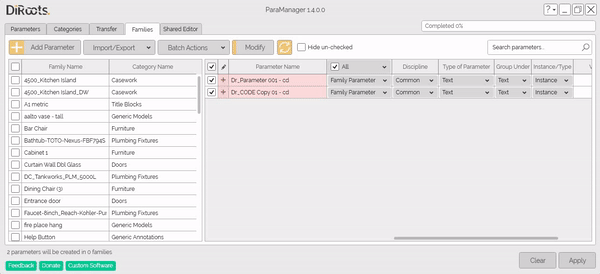 DiRoots.
ParaManager 1.4.0.0
Completed 0%
Parameters Categories Transfer Families Shared Editor
Add Parameter Import/Export Batch Actions Modify Hide un-checked Search parameters...
Family Name Category Name Parameter Name All Discipline Type of Parameter Group Under Instance/Type
4500_Kitchen Island Casework Dr_Parameter 001 - cd Family Parameter Common Text Text Instance
4500_Kitchen Island_DW Casework Dr_CODE Copy 01 - cd Family Parameter Common Text Text Instance
A1 metric Title Blocks
aalto vase - tall Generic Models
Bar Chair Furniture
Bathtub-TOTO-Nexus-FBF794S Plumbing Fixtures
Cabinet 1 Furniture
Curtain Wall Dbl Glass Doors
DC_Tankworks_PLM_5000L Plumbing Fixtures
Dining Chair (3) Furniture
Entrance door Doors
Faucet-8inch_Reach-Kohler-Pu Plumbing Fixtures
fire place hang Generic Models
Help Button Generic Annotations
2 parameters will be created in 0 families
Feedback Donate Custom Software Clear Apply